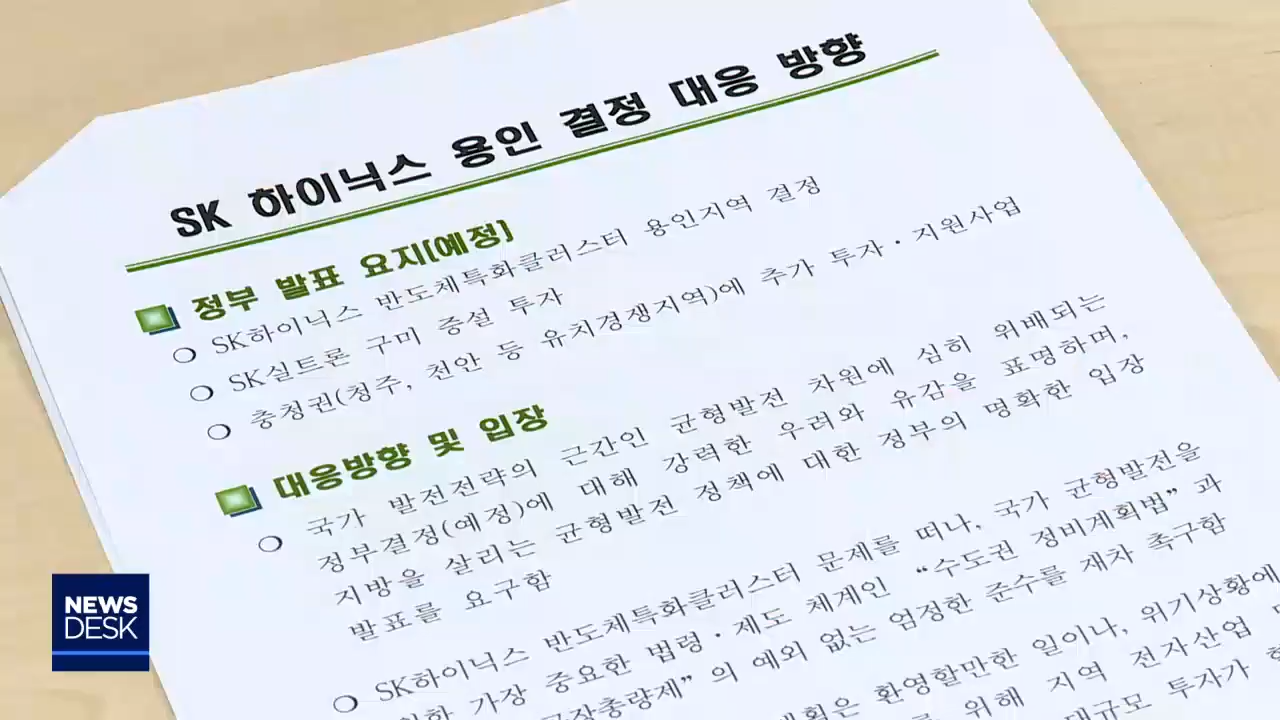 SK 하이닉스 용인 결정 대응 방향
정부 발표 요지(예정)
○ SK하이닉스 반도체특화클러스터 용인지역 결정
○ SK실트론 구미 증설 투자
○ 충청권(청주, 천안 등 유치경쟁지역)에 추가 투자·지원사업
대응방향 및 입장
○ 국가 발전전략의 근간인 균형발전 차원에 심히 위배되는
정부결정(예정)에 대해 강력한 우려와 유감을 표명하며,
지방을 살리는 균형발전 정책에 대한 정부의 명확한 입장
발표를 요구함
○ SK하이닉스 반도체특화클러스터 문제를 떠나, 국가 균형발전을
위한 가장 중요한 법령·제도 체계인 “수도권 정비계획법” 과
공장총량제” 의 예외 없는 엄정한 준수를 재차 촉구함
환영할만한 일이나, 위기상황에
위해 지역 전자산업
대규모 투자가
NEWS
DESK